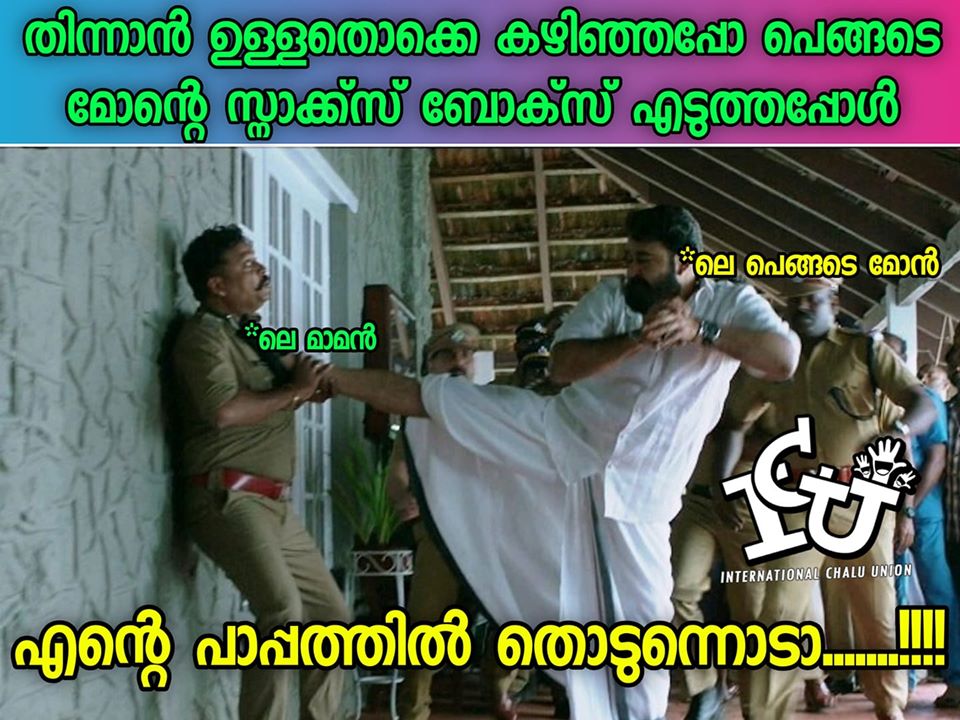 തിന്നാൻ ഉള്ളതൊക്കെ കഴിഞ്ഞപ്പോ പെങ്ങടെ
മോന്റെ സ്നാക്ക്സ് ബോക്സ് എടുത്തപ്പോൾ
*ലെ പെങ്ങടെ മോൻ
*ലെ മാമൻ
ICU
INTERNATIONAL CHALU UNION
എന്റെ പാപ്പത്തിൽ തൊടുന്നൊടാ.......!!!!